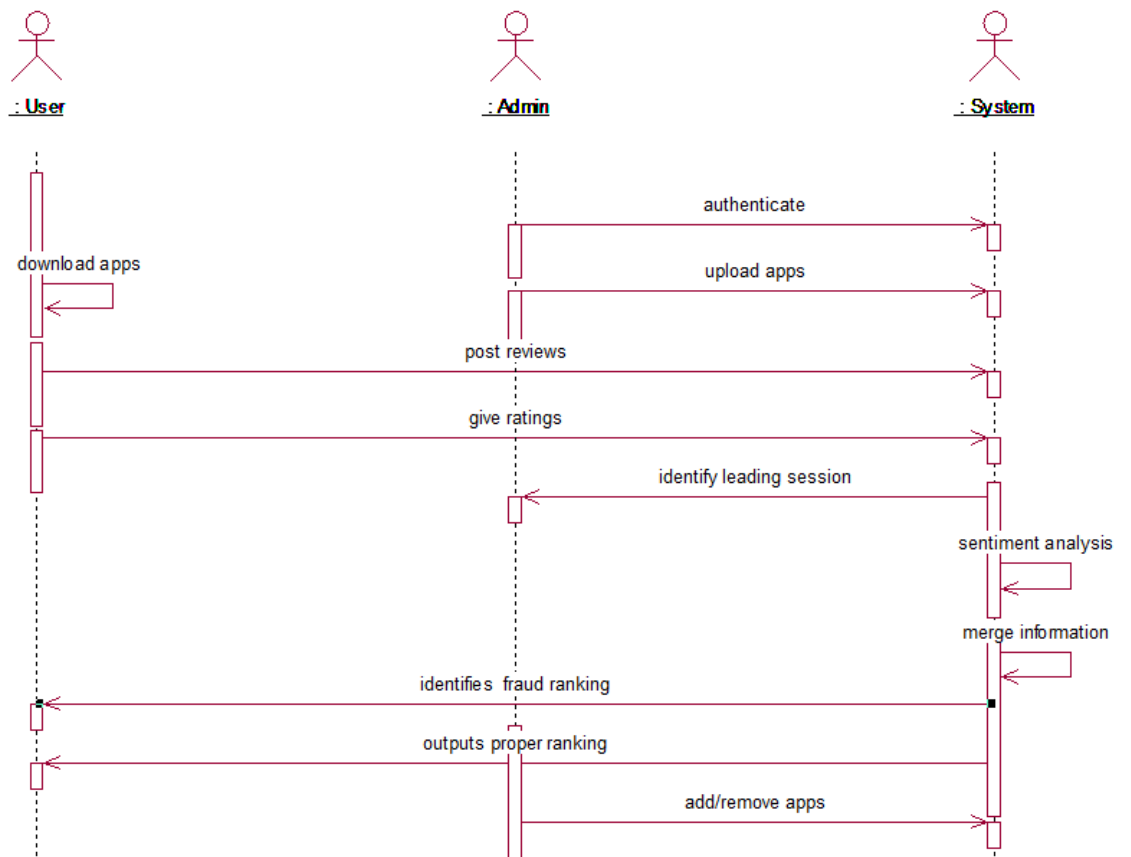 : User
: Admin
: System
authenticate
download apps
upload apps
post reviews
give ratings
identify leading session
sentiment analysis
merge information
identifies fraud ranking
outputs proper ranking
add/remove apps